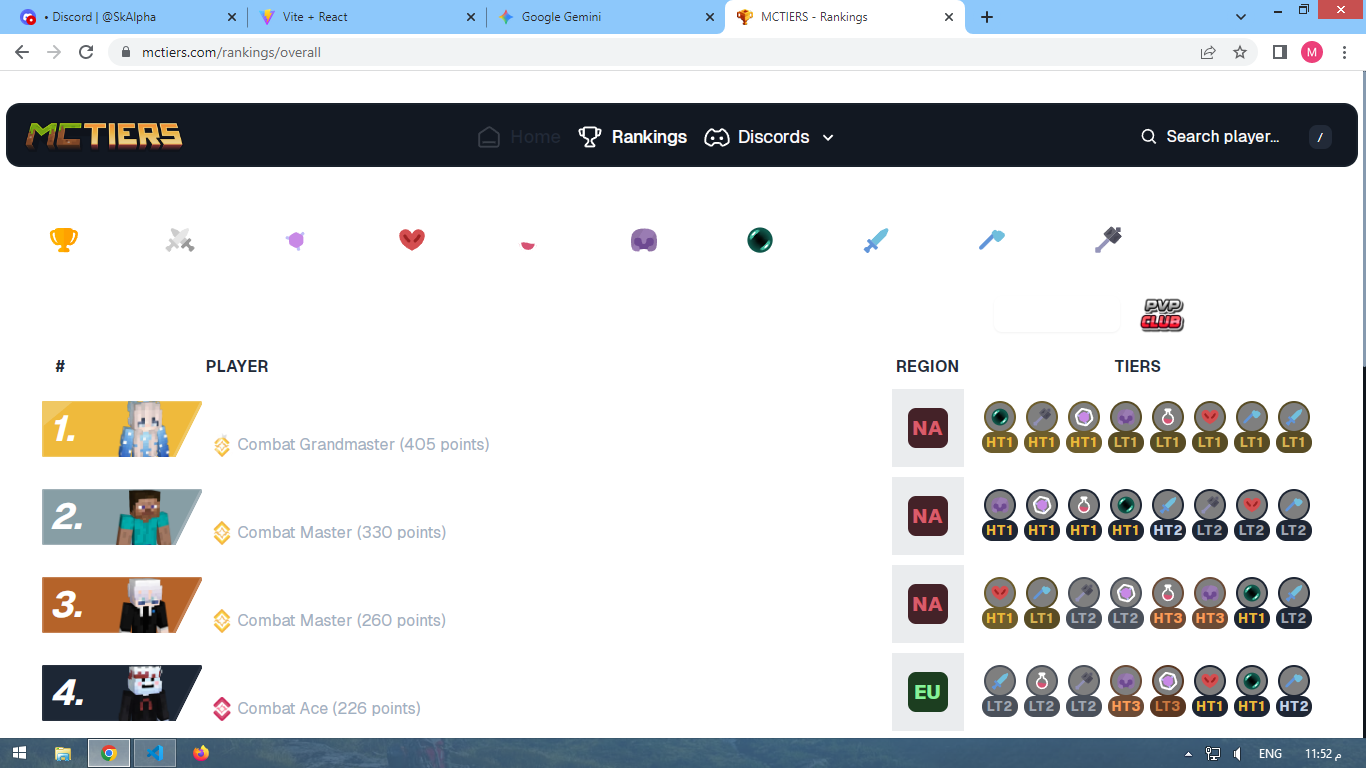 • Discord | @SkAlpha
Vite + React
Google Gemini
MCTIERS - Rankings
mctiers.com/rankings/overall
M
MCTIERS
Home
Rankings
Discords
Search player...
/
PVP
CLUB
# PLAYER REGION TIERS
1.
Combat Grandmaster (405 points)
NA
HT1 HT1 HT1 LT1 LT1 LT1 LT1 LT1
2.
Combat Master (330 points)
NA
HT1 HT1 HT1 HT1 HT2 LT2 LT2 LT2
3.
Combat Master (260 points)
NA
HT1 LT1 LT2 LT2 HT3 HT3 HT1 LT2
4.
Combat Ace (226 points)
EU
LT2 LT2 LT2 HT3 LT3 HT1 HT1 HT2
ENG
11:52 م